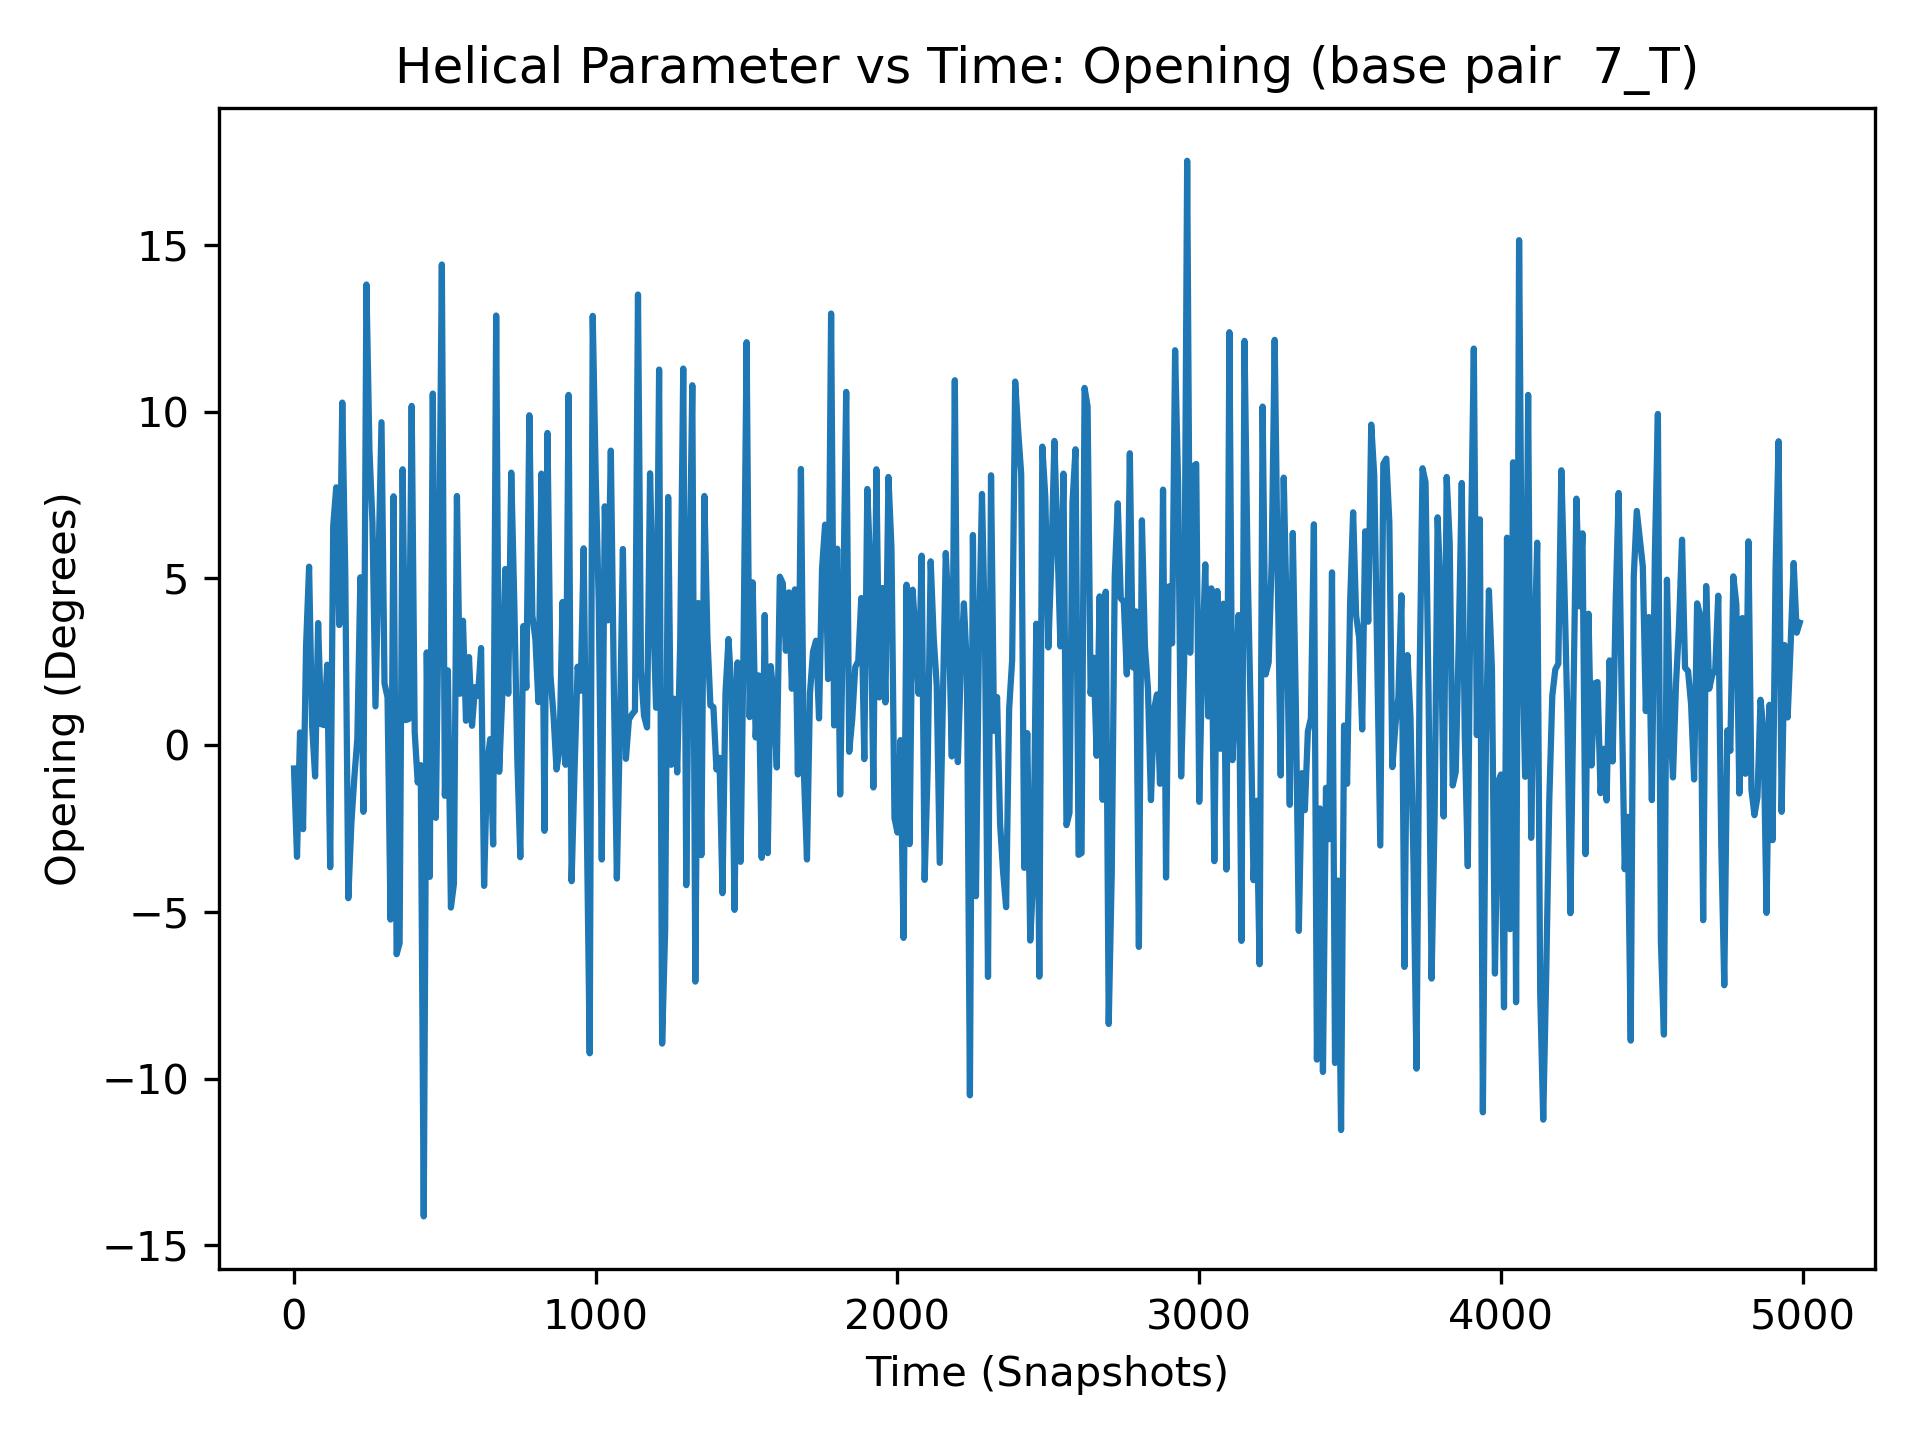 Helical Parameter vs Time: Opening (base pair  7_T)
Opening (Degrees)
15
10
5
0
−5
−10
−15
0 1000 2000 3000 4000 5000
Time (Snapshots)